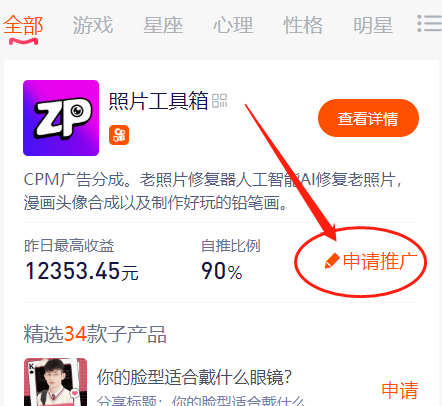 全部 游戏 星座 心理 性格 明星
ZP
照片工具箱
查看详情
CPM广告分成。老照片修复器人工智能AI修复老照片，
漫画头像合成以及制作好玩的铅笔画。
昨日最高收益 自推比例
12353.45元 90% 申请推广
精选34款子产品
你的脸型适合戴什么眼镜？
申请
分享标题：你的脸型适合戴什么